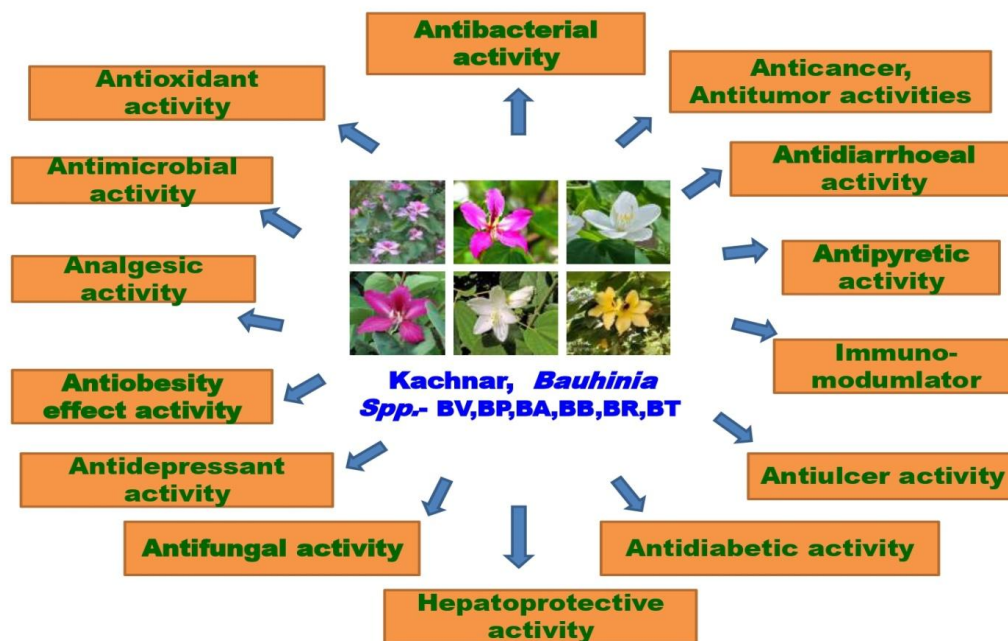 Antibacterial
activity
Anticancer,
Antitumor activities
Antioxidant
activity
Antidiarrhoeal
activity
Antimicrobial
activity
Antipyretic
activity
Analgesic
activity
Immuno-
modumlator
Kachnar, Bauhinia
Spp.- BV,BP,BA,BB,BR,BT
Antiobesity
effect activity
Antidepressant
activity
Antiulcer activity
Antifungal activity
Antidiabetic activity
Hepatoprotective
activity